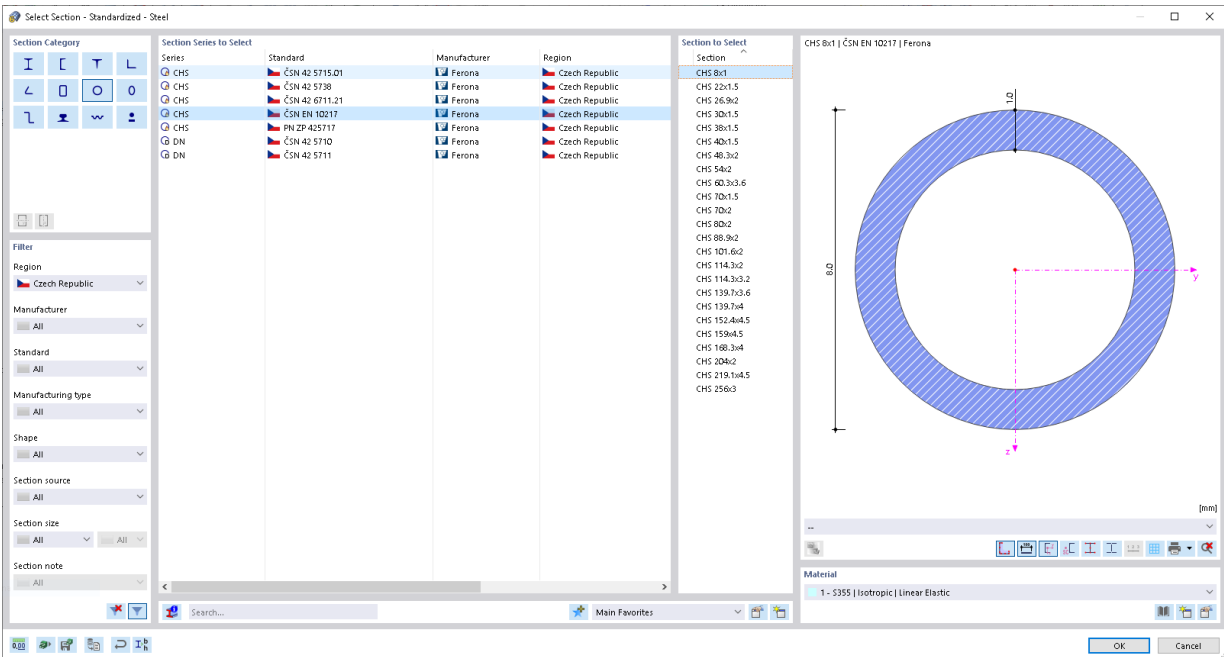 Select Section - Standardized - Steel
Section Category
Section Series to Select
Series Standard Manufacturer Region
CHS ČSN 42 5715.01 Ferona Czech Republic
CHS ČSN 42 5738 Ferona Czech Republic
CHS ČSN 42 6711.21 Ferona Czech Republic
CHS ČSN EN 10217 Ferona Czech Republic
CHS PN ZP 425717 Ferona Czech Republic
DN ČSN 42 5710 Ferona Czech Republic
DN ČSN 42 5711 Ferona Czech Republic
Section to Select
Section
CHS 8x1
CHS 22x1.5
CHS 26.9x2
CHS 30x1.5
CHS 38x1.5
CHS 40x1.5
CHS 48.3x2
CHS 54x2
CHS 60.3x3.6
CHS 70x1.5
CHS 70x2
CHS 80x2
CHS 88.9x2
CHS 101.6x2
CHS 114.3x2
CHS 114.3x3.2
CHS 139.7x3.6
CHS 139.7x4
CHS 152.4x4.5
CHS 159x4.5
CHS 168.3x4
CHS 204x2
CHS 219.1x4.5
CHS 256x3
CHS 8x1 | ČSN EN 10217 | Ferona
1.0
8.0
y
z
[mm]
--
Filter
Region
Czech Republic
Manufacturer
All
Standard
All
Manufacturing type
All
Shape
All
Section source
All
Section size
All All
Section note
All
Search...
Main Favorites
Material
1 - S355 | Isotropic | Linear Elastic
0,00
OK Cancel